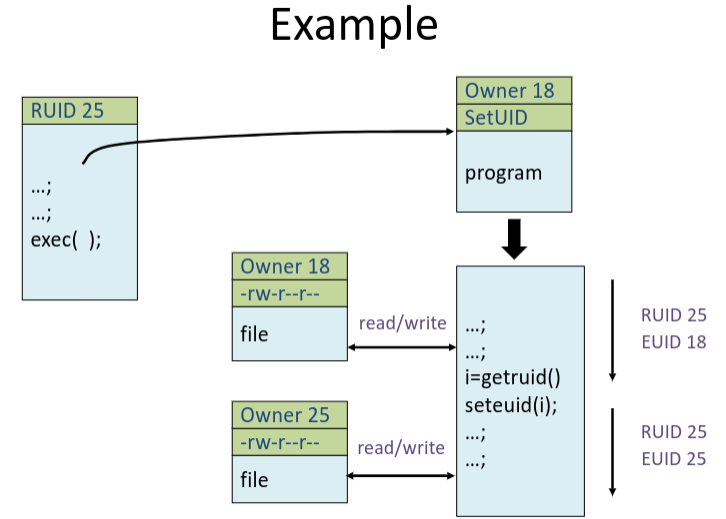 Example
RUID 25
...;
...;
exec( );
Owner 18
SetUID
program
Owner 18
-rw-r--r--
file
read/write
Owner 25
-rw-r--r--
file
read/write
...;
...;
i=getruid()
seteuid(i);
...;
...;
RUID 25
EUID 18
RUID 25
EUID 25